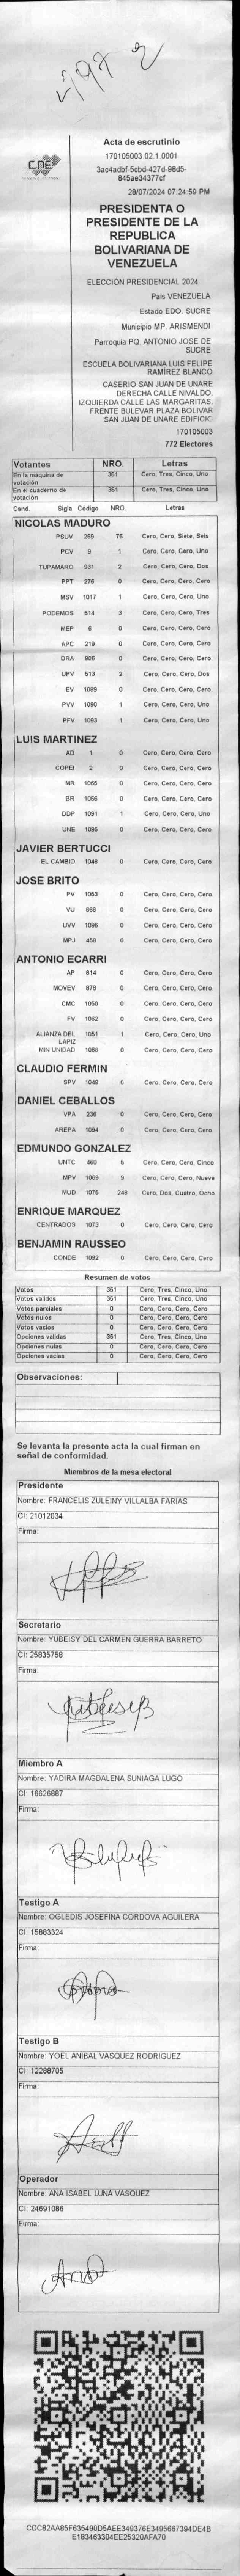 CNE
Acta de escrutinio
170105003.02.1.0001
3ac4adbf-5cbd-427d-98d5-
845ae34377cf
28/07/2024 07:24:59 PM
PRESIDENTA O
PRESIDENTE DE LA
REPUBLICA
BOLIVARIANA DE
VENEZUELA
ELECCIÓN PRESIDENCIAL 2024
País VENEZUELA
Estado EDO. SUCRE
Municipio MP. ARISMENDI
Parroquia PQ. ANTONIO JOSE DE
SUCRE
ESCUELA BOLIVARIANA LUIS FELIPE
RAMÍREZ BLANCO
CASERIO SAN JUAN DE UNARE
DERECHA CALLE NIVALDO.
IZQUIERDA CALLE LAS MARGARITAS
FRENTE BULEVAR PLAZA BOLIVAR
SAN JUAN DE UNARE EDIFICIO
170105003
772 Electores
Votantes NRO. Letras
En la máquina de votación 351 Cero, Tres, Cinco, Uno
En el cuaderno de votación 351 Cero, Tres, Cinco, Uno
Cand. Sigla Código NRO. Letras
NICOLAS MADURO
PSUV 269 76 Cero, Cero, Siete, Seis
PCV 9 1 Cero, Cero, Cero, Uno
TUPAMARO 931 2 Cero, Cero, Cero, Dos
PPT 276 0 Cero, Cero, Cero, Cero
MSV 1017 1 Cero, Cero, Cero, Uno
PODEMOS 514 3 Cero, Cero, Cero, Tres
MEP 6 0 Cero, Cero, Cero, Cero
APC 219 0 Cero, Cero, Cero, Cero
ORA 906 0 Cero, Cero, Cero, Cero
UPV 513 2 Cero, Cero, Cero, Dos
EV 1089 0 Cero, Cero, Cero, Cero
PVV 1090 1 Cero, Cero, Cero, Uno
PFV 1093 1 Cero, Cero, Cero, Uno
LUIS MARTINEZ
AD 1 0 Cero, Cero, Cero, Cero
COPEI 2 0 Cero, Cero, Cero, Cero
MR 1065 0 Cero, Cero, Cero, Cero
BR 1056 0 Cero, Cero, Cero, Cero
DDP 1091 1 Cero, Cero, Cero, Uno
UNE 1095 0 Cero, Cero, Cero, Cero
JAVIER BERTUCCI
EL CAMBIO 1048 0 Cero, Cero, Cero, Cero
JOSE BRITO
PV 1053 0 Cero, Cero, Cero, Cero
VU 0 Cero, Cero, Cero, Cero
UVV 1096 0 Cero, Cero, Cero, Cero
MPJ 458 0 Cero, Cero, Cero, Cero
ANTONIO ECARRI
AP 814 0 Cero, Cero, Cero, Cero
MOVEV 878 0 Cero, Cero, Cero, Cero
CMC 1050 0 Cero, Cero, Cero, Cero
FV 1062 0 Cero, Cero, Cero, Cero
ALIANZA DEL LAPIZ 1051 1 Cero, Cero, Cero, Uno
MIN UNIDAD 1068 0 Cero, Cero, Cero, Cero
CLAUDIO FERMIN
SPV 1049 0 Cero, Cero, Cero, Cero
DANIEL CEBALLOS
VPA 236 0 Cero, Cero, Cero, Cero
AREPA 1094 0 Cero, Cero, Cero, Cero
EDMUNDO GONZALEZ
UNTC 460 5 Cero, Cero, Cero, Cinco
MPV 1069 9 Cero, Cero, Cero, Nueve
MUD 1075 248 Cero, Dos, Cuatro, Ocho
ENRIQUE MARQUEZ
CENTRADOS 1073 0 Cero, Cero, Cero, Cero
BENJAMIN RAUSSEO
CONDE 1092 0 Cero, Cero, Cero, Cero
Resumen de votos
Votos 351 Cero, Tres, Cinco, Uno
Votos validos 351 Cero, Tres, Cinco, Uno
Votos parciales 0 Cero, Cero, Cero, Cero
Votos nulos 0 Cero, Cero, Cero, Cero
Votos vacios 0 Cero, Cero, Cero, Cero
Opciones validas 351 Cero, Tres, Cinco, Uno
Opciones nulas 0 Cero, Cero, Cero, Cero
Opciones vacias 0 Cero, Cero, Cero, Cero
Observaciones:
Se levanta la presente acta la cual firman en
señal de conformidad.
Miembros de la mesa electoral
Presidente
Nombre: FRANCELIS ZULEINY VILLALBA FARIAS
CI: 21012034
Firma:
Secretario
Nombre: YUBEISY DEL CARMEN GUERRA BARRETO
CI: 25835758
Firma:
Miembro A
Nombre: YADIRA MAGDALENA SUNIAGA LUGO
CI: 16626887
Firma:
Testigo A
Nombre: OGLEDIS JOSEFINA CORDOVA AGUILERA
CI: 15883324
Firma:
Testigo B
Nombre: YOEL ANIBAL VASQUEZ RODRIGUEZ
CI: 12288705
Firma:
Operador
Nombre: ANA ISABEL LUNA VASQUEZ
CI: 24691086
Firma:
CDC82AA85F635490D5AEE349376E3495667394DE4B
E183463304EE25320AFA70